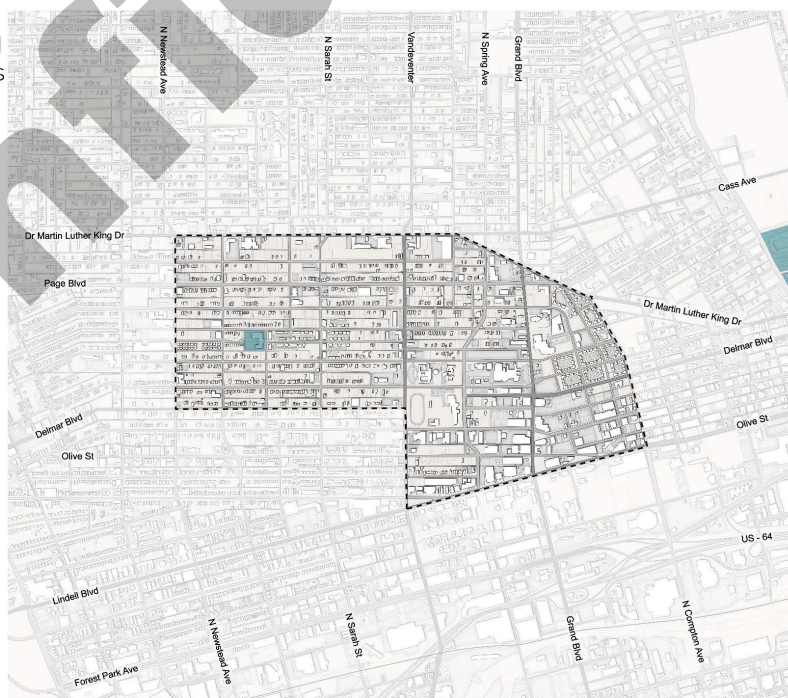 N Newstead Ave
N Sarah St
Vandeventer
N Spring Ave
Grand Blvd
Cass Ave
Dr Martin Luther King Dr
Page Blvd
Dr Martin Luther King Dr
Delmar Blvd
Delmar Blvd
Olive St
Olive St
US - 64
Lindell Blvd
N Newstead Ave
N Sarah St
Grand Blvd
N Compton Ave
Forest Park Ave